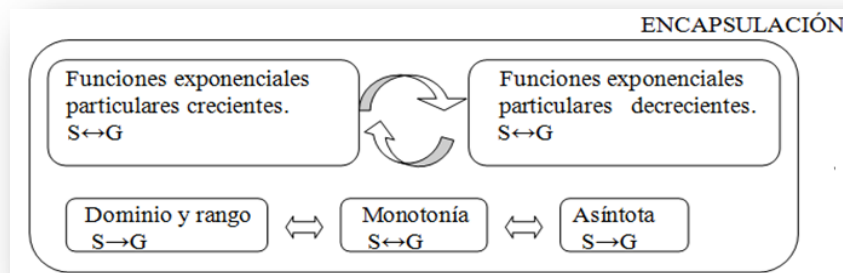 ENCAPSULACIÓN
Funciones exponenciales
particulares crecientes.
S↔G
Funciones exponenciales
particulares decrecientes.
S↔G
Dominio y rango
S→G
Monotonía
S↔G
Asíntota
S→G